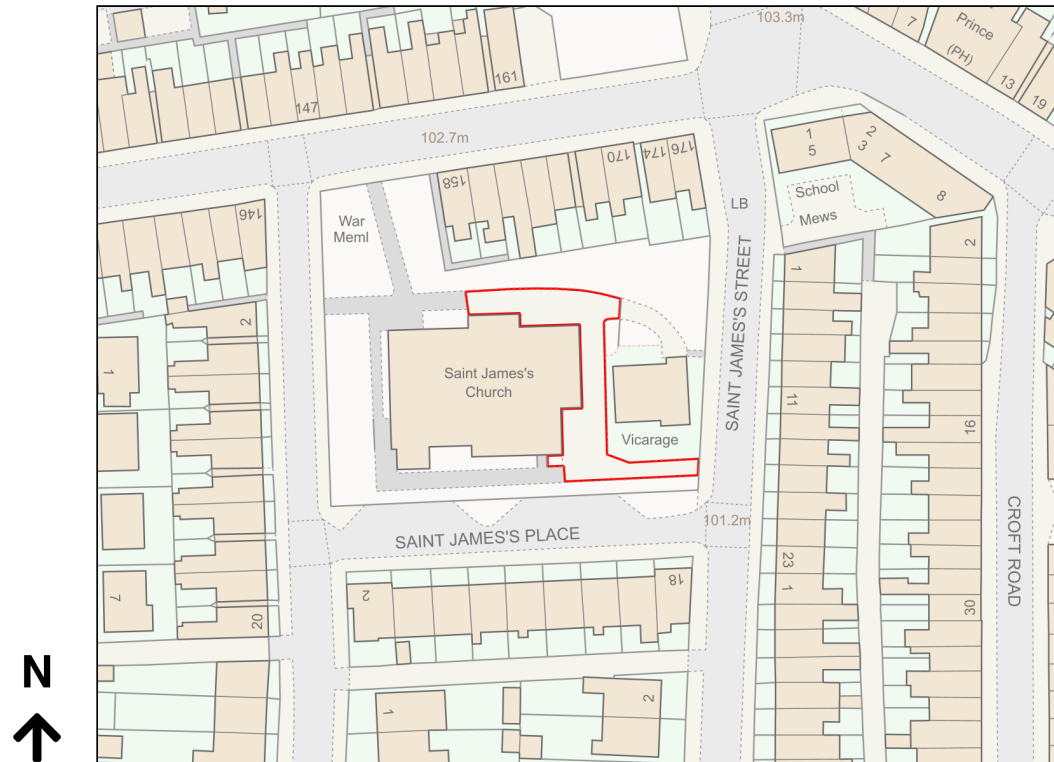 103.3m
7
Prince
(PH)
13
19
161
147
102.7m
176
174
170
158
1
5
2
3
7
8
School
Mews
146
War
Meml
LB
SAINT JAMES'S STREET
2
1
2
1
Saint James's
Church
11
16
Vicarage
101.2m
SAINT JAMES'S PLACE
CROFT ROAD
23
1
7
20
2
18
30
N
1
2